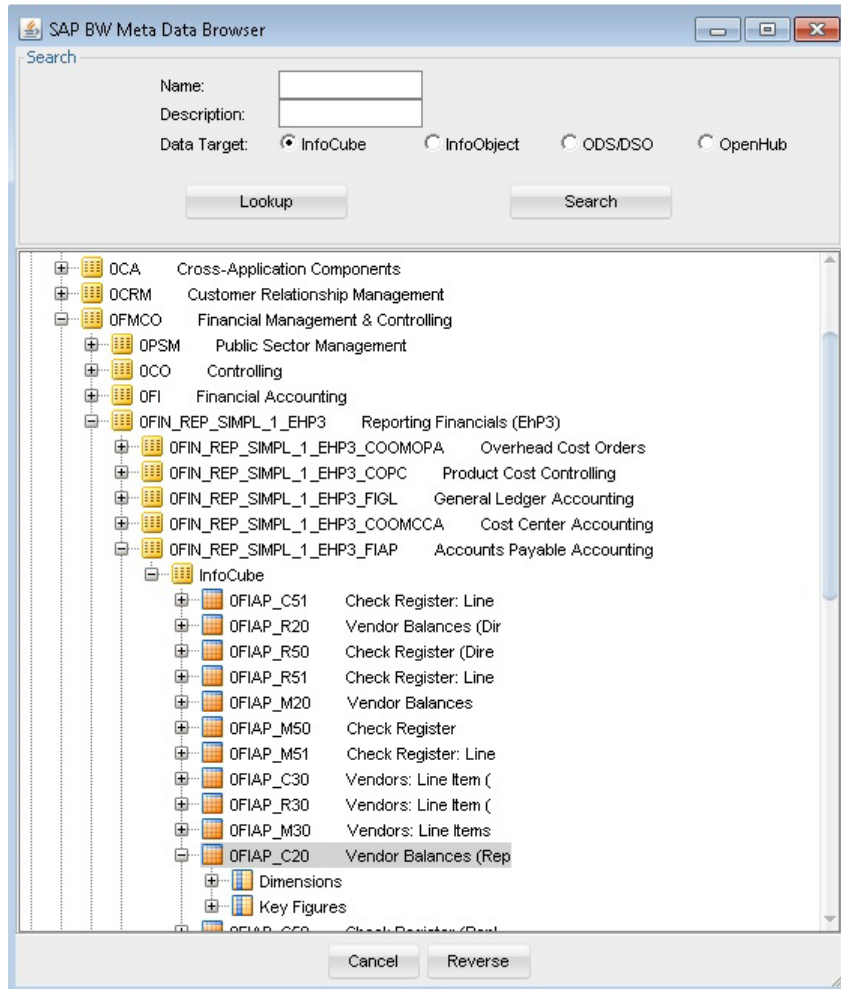 SAP BW Meta Data Browser
Search
Name:
Description:
Data Target: InfoCube InfoObject ODS/DSO OpenHub
Lookup Search
0CA Cross-Application Components
0CRM Customer Relationship Management
0FMCO Financial Management & Controlling
0PSM Public Sector Management
0CO Controlling
0FI Financial Accounting
0FIN_REP_SIMPL_1_EHP3 Reporting Financials (EhP3)
0FIN_REP_SIMPL_1_EHP3_COOMOPA Overhead Cost Orders
0FIN_REP_SIMPL_1_EHP3_COPC Product Cost Controlling
0FIN_REP_SIMPL_1_EHP3_FIGL General Ledger Accounting
0FIN_REP_SIMPL_1_EHP3_COOMCCA Cost Center Accounting
0FIN_REP_SIMPL_1_EHP3_FIAP Accounts Payable Accounting
InfoCube
0FIAP_C51 Check Register: Line
0FIAP_R20 Vendor Balances (Dir
0FIAP_R50 Check Register (Dire
0FIAP_R51 Check Register: Line
0FIAP_M20 Vendor Balances
0FIAP_M50 Check Register
0FIAP_M51 Check Register: Line
0FIAP_C30 Vendors: Line Item (
0FIAP_R30 Vendors: Line Item (
0FIAP_M30 Vendors: Line Items
0FIAP_C20 Vendor Balances (Rep
Dimensions
Key Figures
Cancel Reverse